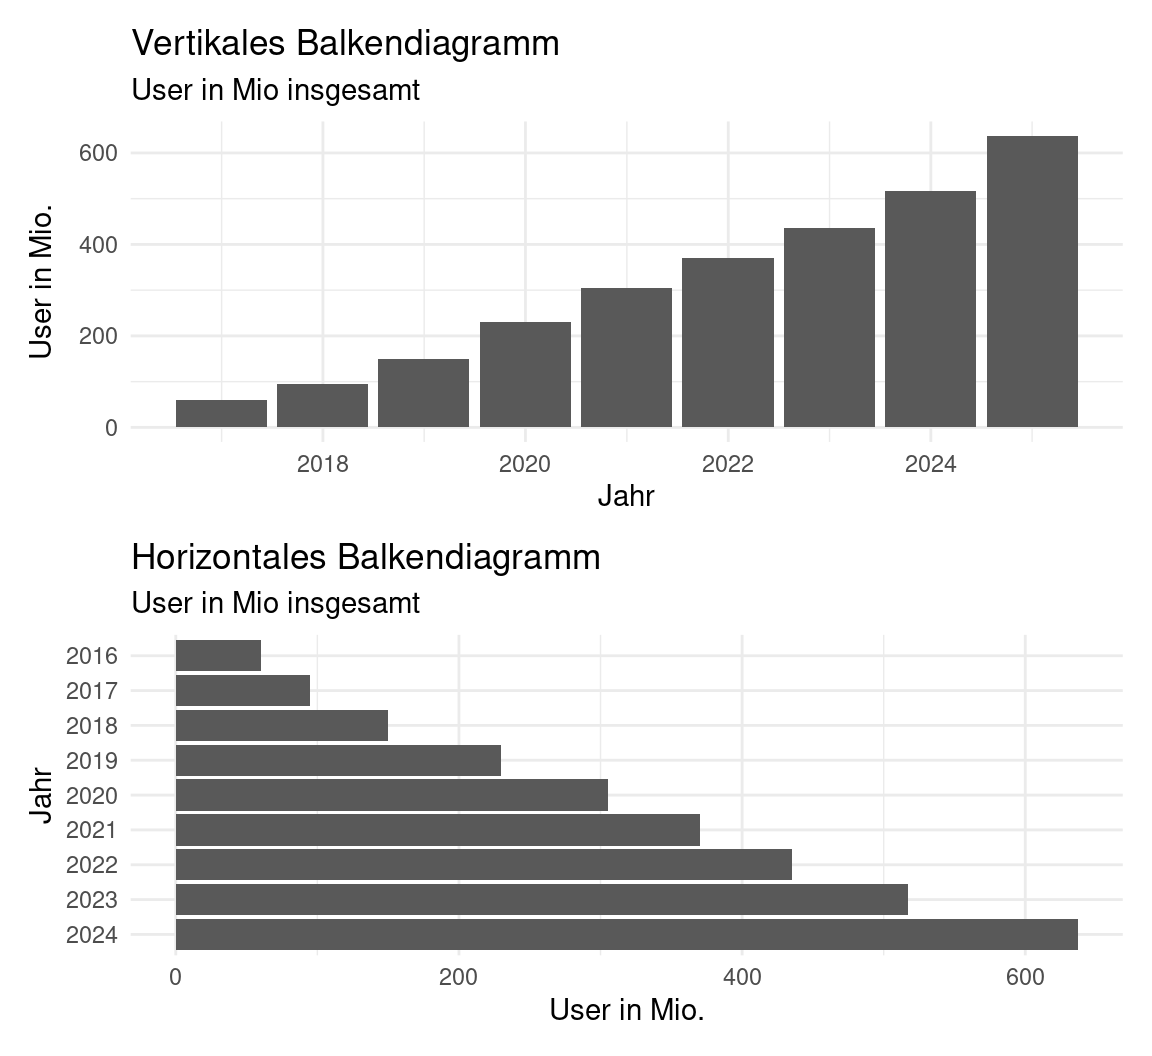 Vertikales Balkendiagramm
User in Mio insgesamt
User in Mio.
600
400
200
0
2018 2020 2022 2024
Jahr
Horizontales Balkendiagramm
User in Mio insgesamt
Jahr
2016
2017
2018
2019
2020
2021
2022
2023
2024
0 200 400 600
User in Mio.